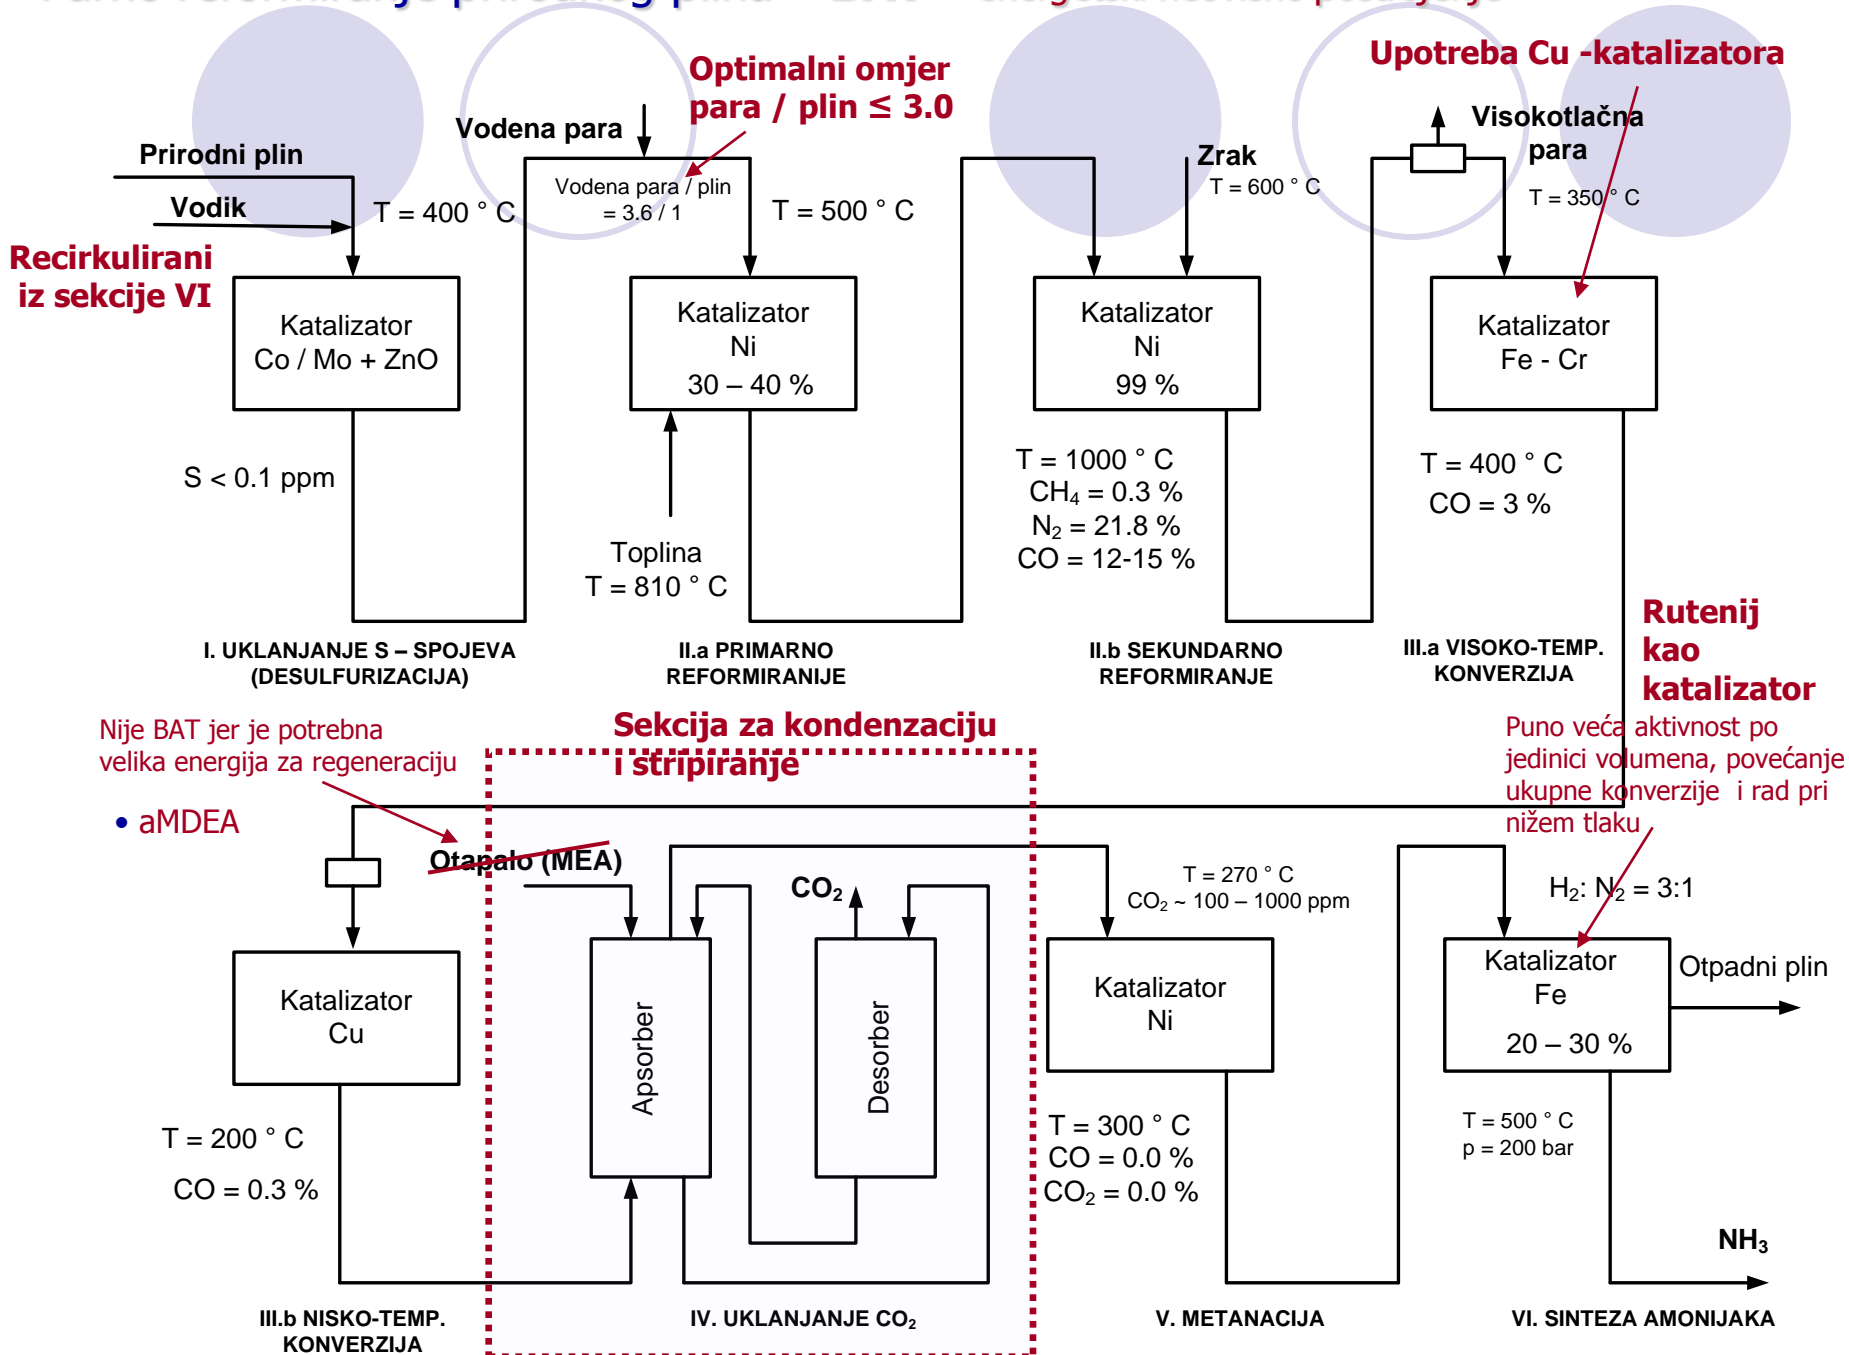 Optimalni omjer
para / plin ≤ 3.0
Upotreba Cu -katalizatora
Vodena para
Visokotlačna
para
Prirodni plin
Zrak
T = 600 ° C
Vodena para / plin
= 3.6 / 1
T = 350 ° C
Vodik
T = 400 ° C
T = 500 ° C
Recirkulirani
iz sekcije VI
Katalizator
Co / Mo + ZnO
Katalizator
Ni
30 – 40 %
Katalizator
Ni
99 %
Katalizator
Fe - Cr
S < 0.1 ppm
Toplina
T = 810 ° C
T = 1000 ° C
CH₄ = 0.3 %
N₂ = 21.8 %
CO = 12-15 %
T = 400 ° C
CO = 3 %
I. UKLANJANJE S – SPOJEVA
(DESULFURIZACIJA)
II.a PRIMARNO
REFORMIRANIJE
II.b SEKUNDARNO
REFORMIRANJE
III.a VISOKO-TEMP.
KONVERZIJA
Rutenij
kao
katalizator
Puno veća aktivnost po
jedinici volumena, povećanje
ukupne konverzije i rad pri
nižem tlaku
Nije BAT jer je potrebna
velika energija za regeneraciju
• aMDEA
Sekcija za kondenzaciju
i stripiranje
Otapalo (MEA)
CO₂
T = 270 ° C
CO₂ ~ 100 – 1000 ppm
H₂: N₂ = 3:1
Katalizator
Cu
Apsorber
Desorber
Katalizator
Ni
Katalizator
Fe
20 – 30 %
Otpadni plin
T = 200 ° C
CO = 0.3 %
T = 300 ° C
CO = 0.0 %
CO₂ = 0.0 %
T = 500 ° C
p = 200 bar
NH₃
III.b NISKO-TEMP.
KONVERZIJA
IV. UKLANJANJE CO₂
V. METANACIJA
VI. SINTEZA AMONIJAKA